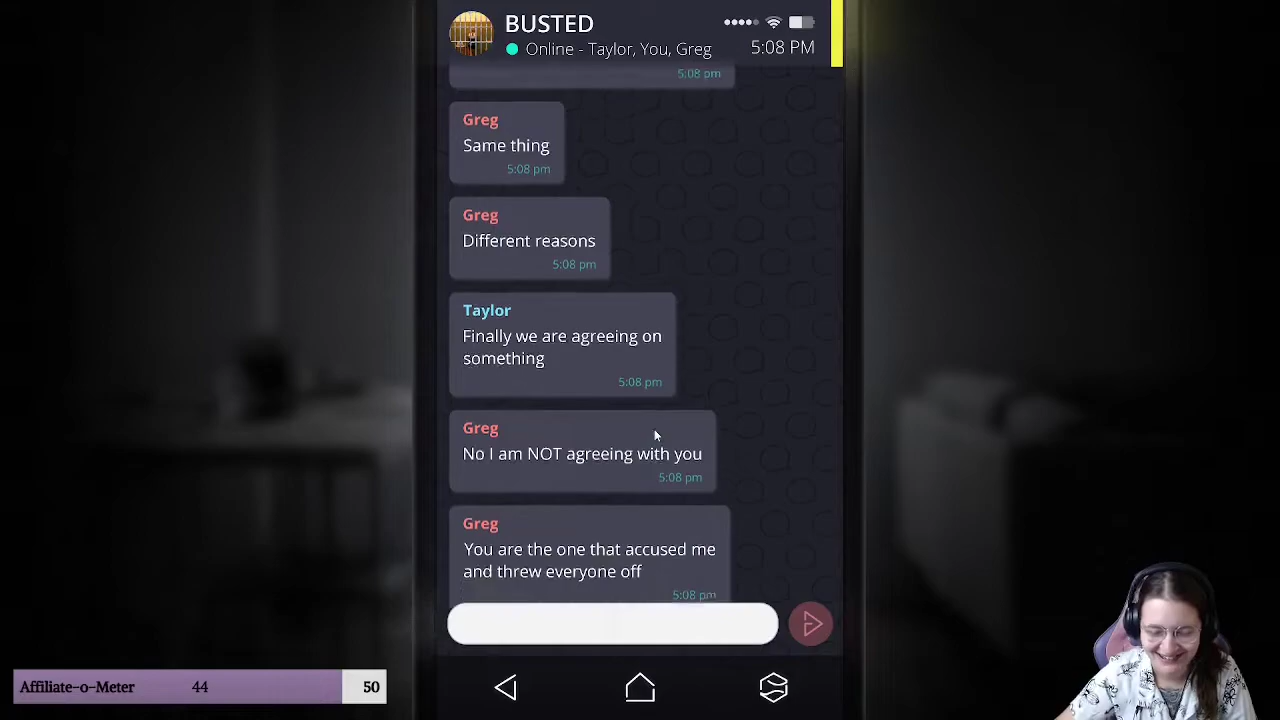 BUSTED
Online - Taylor, You, Greg
5:08 PM
5:08 pm
Greg
Same thing
5:08 pm
Greg
Different reasons
5:08 pm
Taylor
Finally we are agreeing on
something
5:08 pm
Greg
No I am NOT agreeing with you
5:08 pm
Greg
You are the one that accused me
and threw everyone off
5:08 pm
Affiliate-o-Meter 44 50